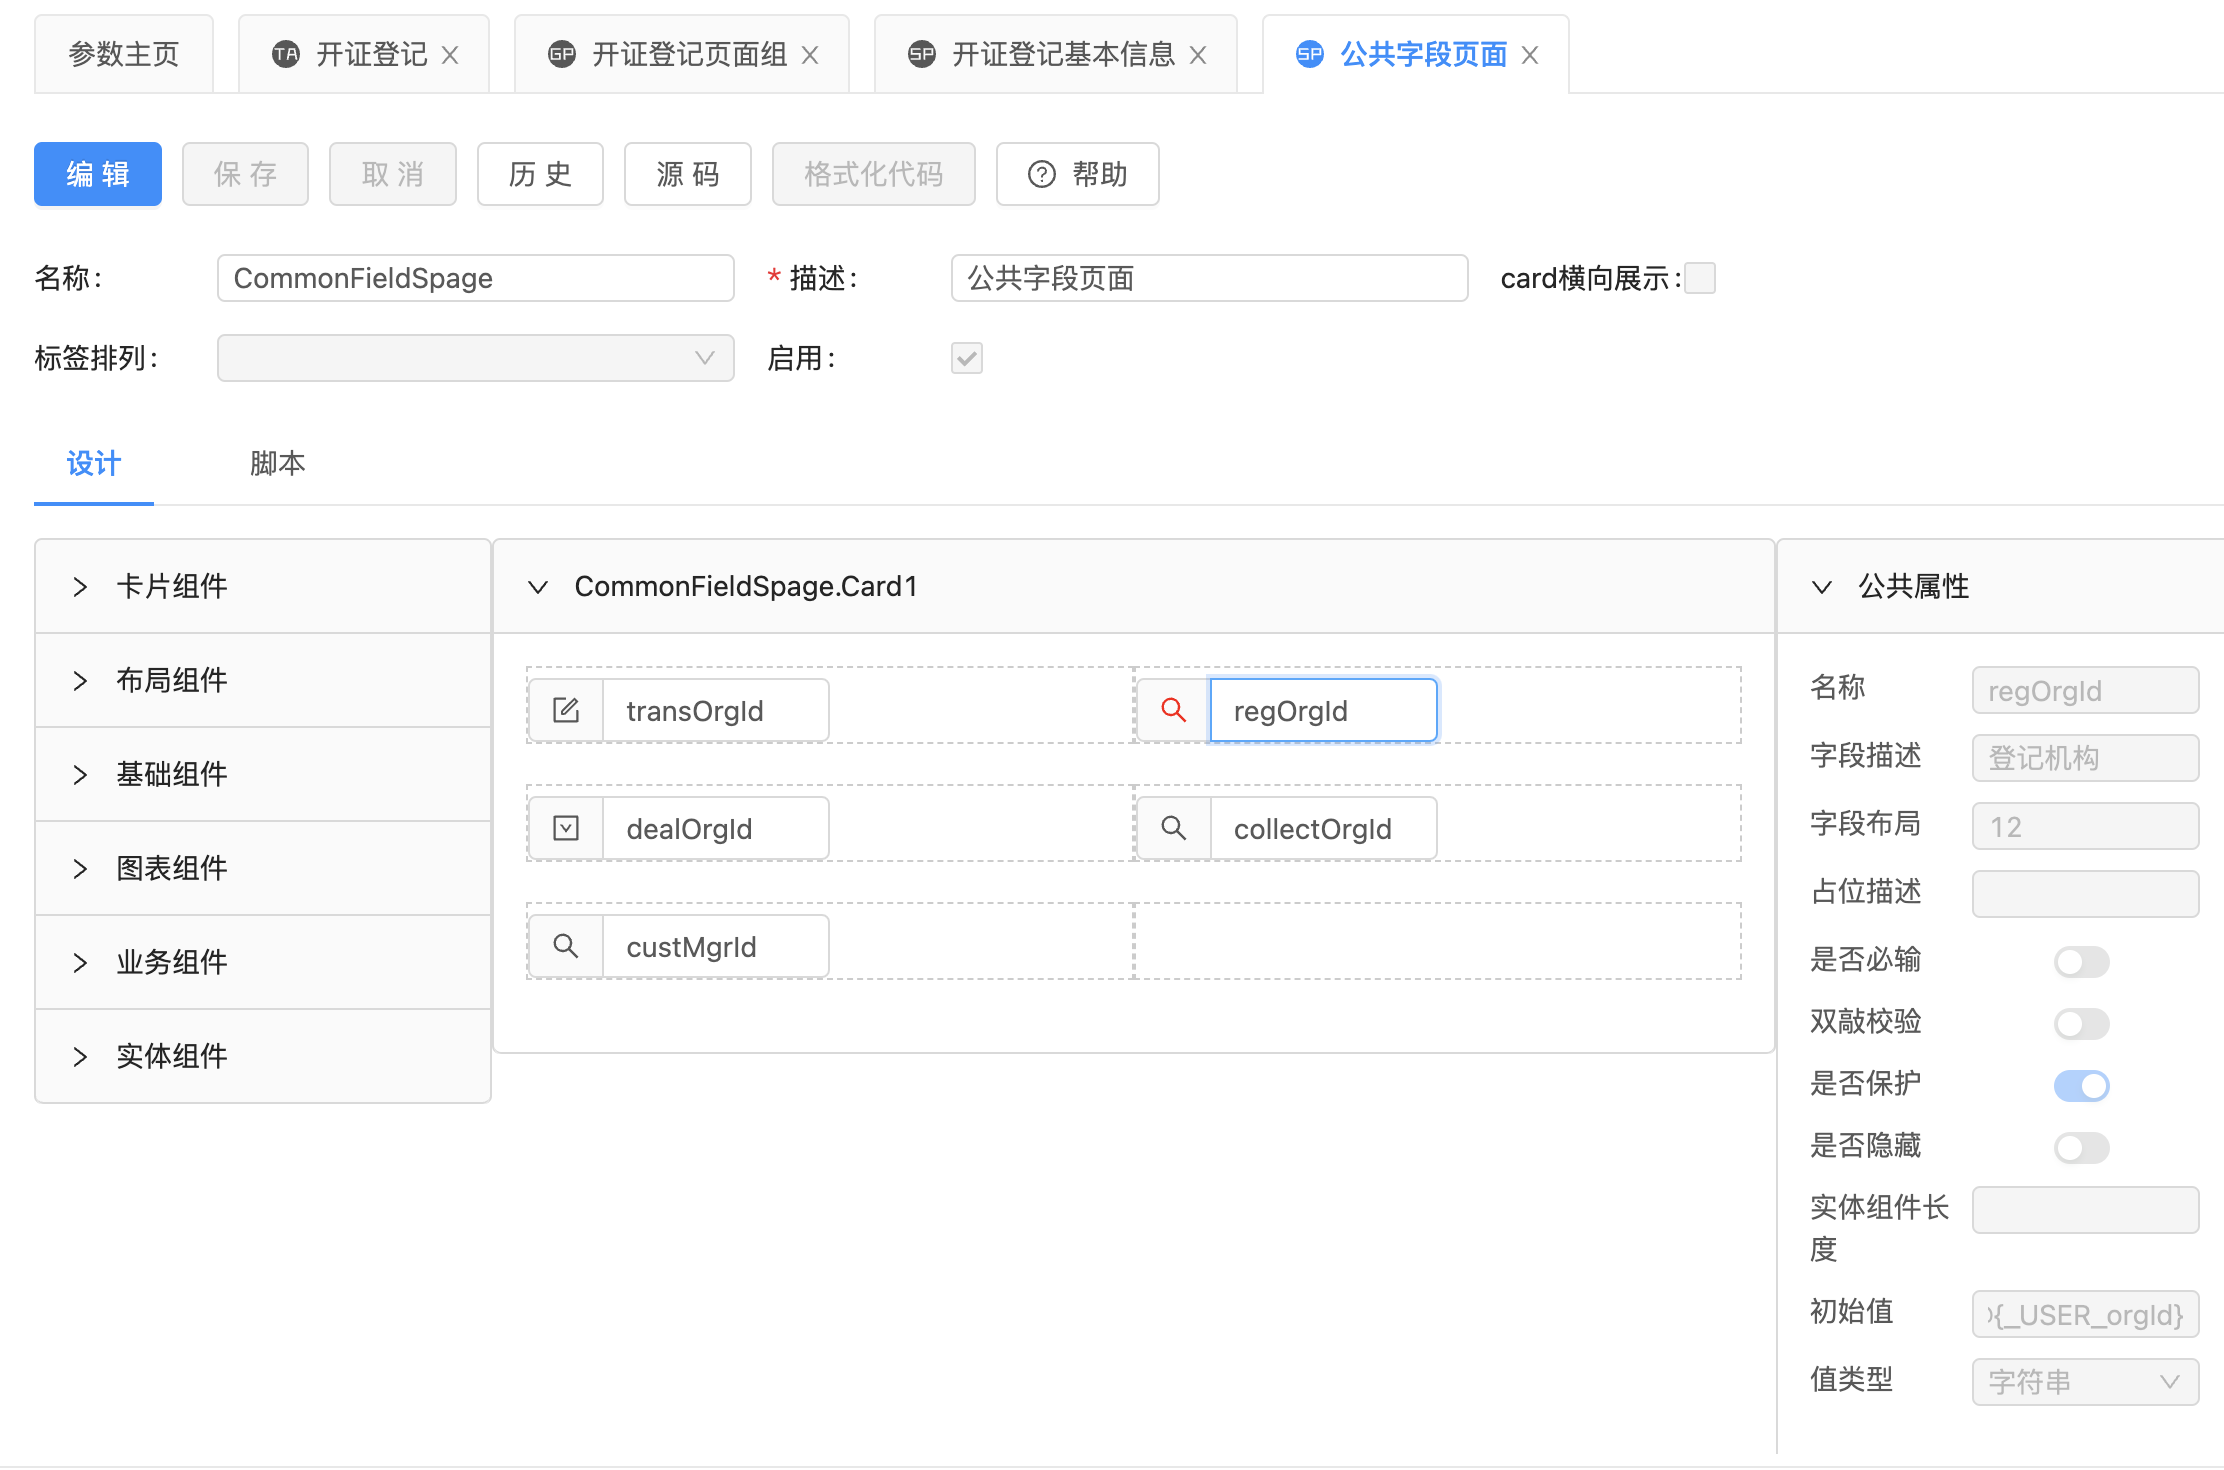 参数主页
TA 开证登记
GP 开证登记页面组
SP 开证登记基本信息
SP 公共字段页面
编辑 保存 取消 历史 源码 格式化代码 帮助
名称: CommonFieldSpage * 描述: 公共字段页面 card横向展示:
标签排列: 启用:
设计 脚本
卡片组件
布局组件
基础组件
图表组件
业务组件
实体组件
CommonFieldSpage.Card1
transOrgId regOrgId
dealOrgId collectOrgId
custMgrId
公共属性
名称 regOrgId
字段描述 登记机构
字段布局 12
占位描述
是否必输
双敲校验
是否保护
是否隐藏
实体组件长
度
初始值 {_USER_orgId}
值类型 字符串